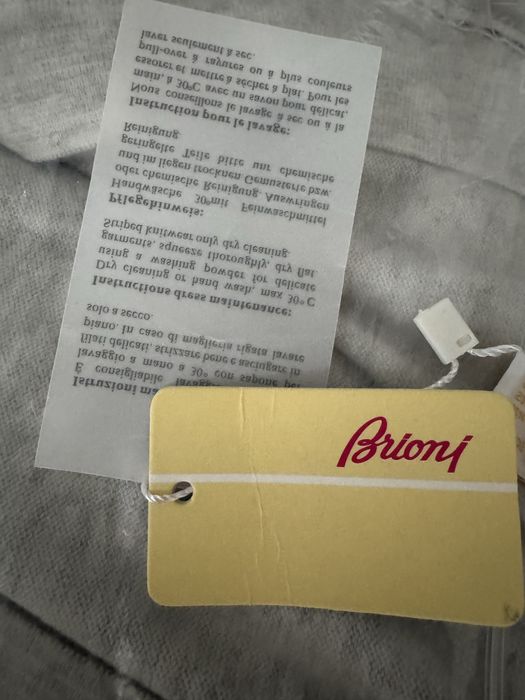 Istruzioni
É consigliabile
lavaggio a mano a 30° con sapone per
filati delicati, strizzare bene e asciugare in
piano. In caso di maglieria rigata lavare
solo a secco.
Instructions dress maintenance:
Dry cleaning or hand wash, max 30° C
using a washing powder for delicate
garments, squeeze thoroughly, dry flat
Striped knitwear only dry cleaning.
Pflegehinweis:
Handwäsche 30°mit Feinwaschmittel
oder chemische Reinigung. Auswringen
und im liegen trocknen Gemusterte bzw.
geringelte Teile bitte unr chemische
Reinigung.
Instruction pour le lavage:
Nous conseillons le lavage à sec ou à la
main, à 30°C avec un savon pour délicat,
essorer et mettre à sécher à plat. Pour les
pull-over à rayures ou à plus couleurs
laver seulement à sec.
Brioni